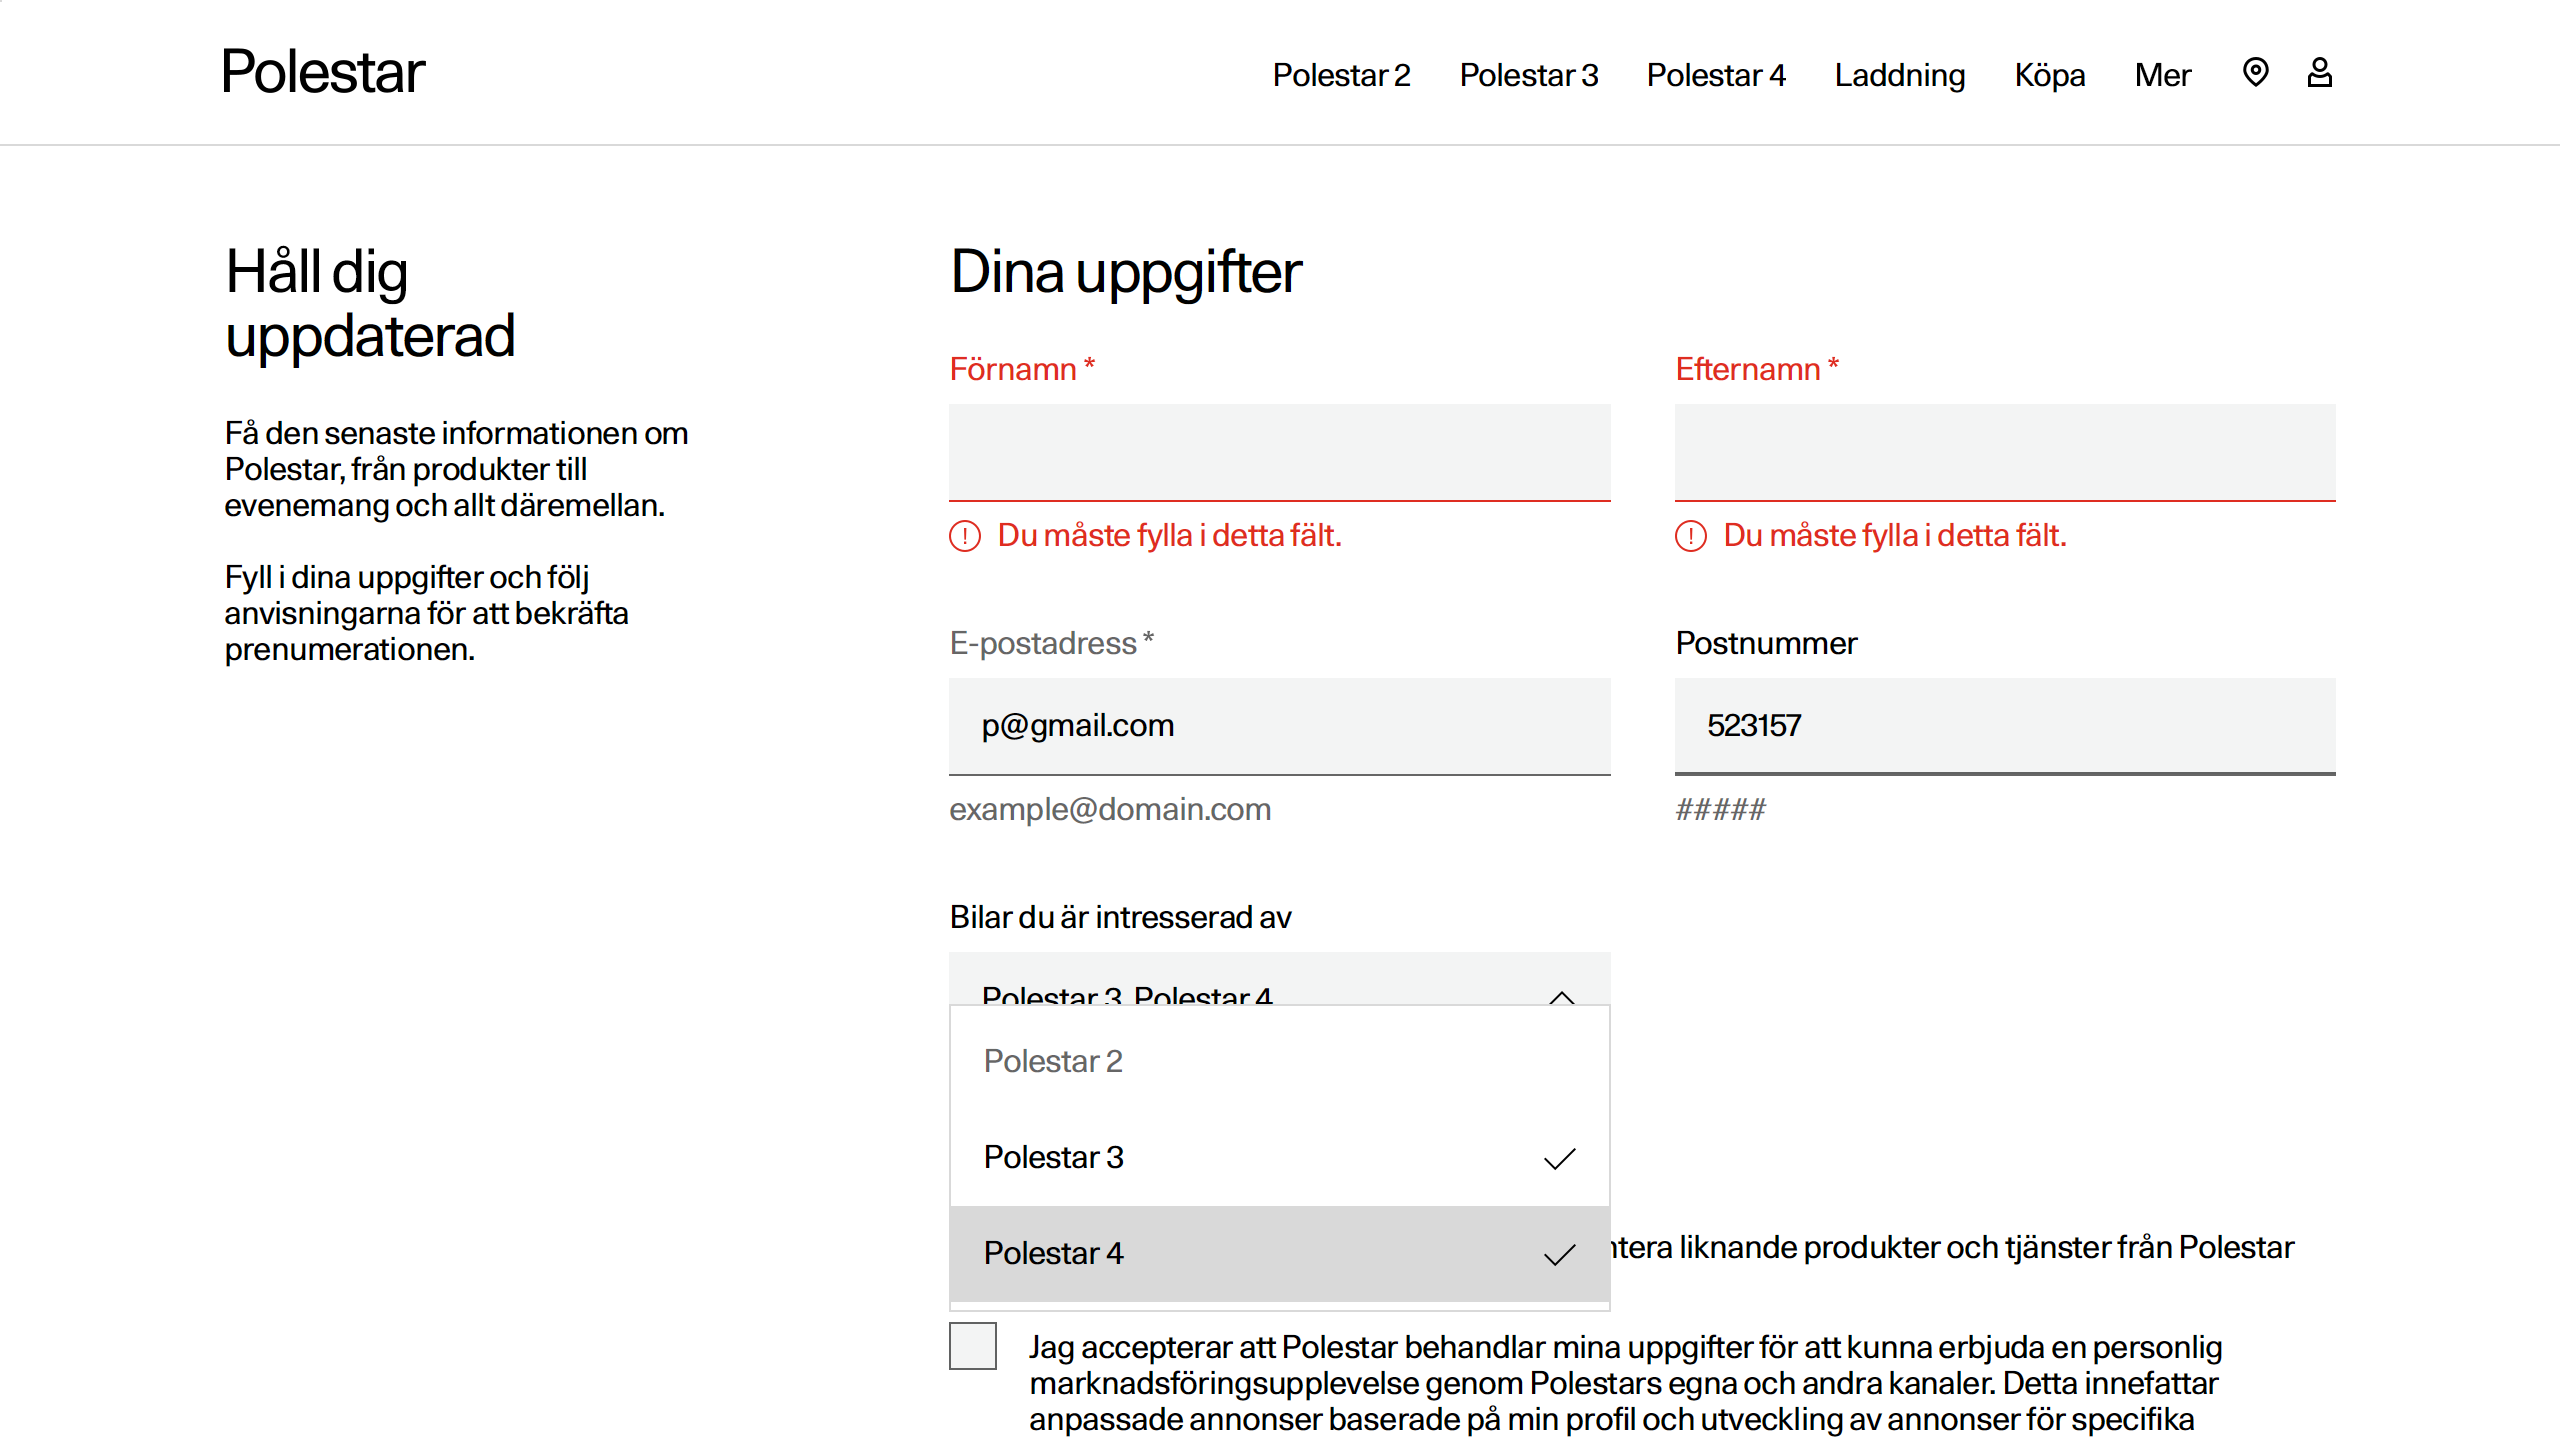 Polestar
Polestar 2 Polestar 3 Polestar 4 Laddning Köpa Mer
Håll dig
uppdaterad
Få den senaste informationen om
Polestar, från produkter till
evenemang och allt däremellan.
Fyll i dina uppgifter och följ
anvisningarna för att bekräfta
prenumerationen.
Dina uppgifter
Förnamn *
Du måste fylla i detta fält.
Efternamn *
Du måste fylla i detta fält.
E-postadress *
p@gmail.com
example@domain.com
Postnummer
523157
#####
Bilar du är intresserad av
Polestar 3, Polestar 4
Polestar 2
Polestar 3
Polestar 4
ntera liknande produkter och tjänster från Polestar
Jag accepterar att Polestar behandlar mina uppgifter för att kunna erbjuda en personlig
marknadsföringsupplevelse genom Polestars egna och andra kanaler. Detta innefattar
anpassade annonser baserade på min profil och utveckling av annonser för specifika